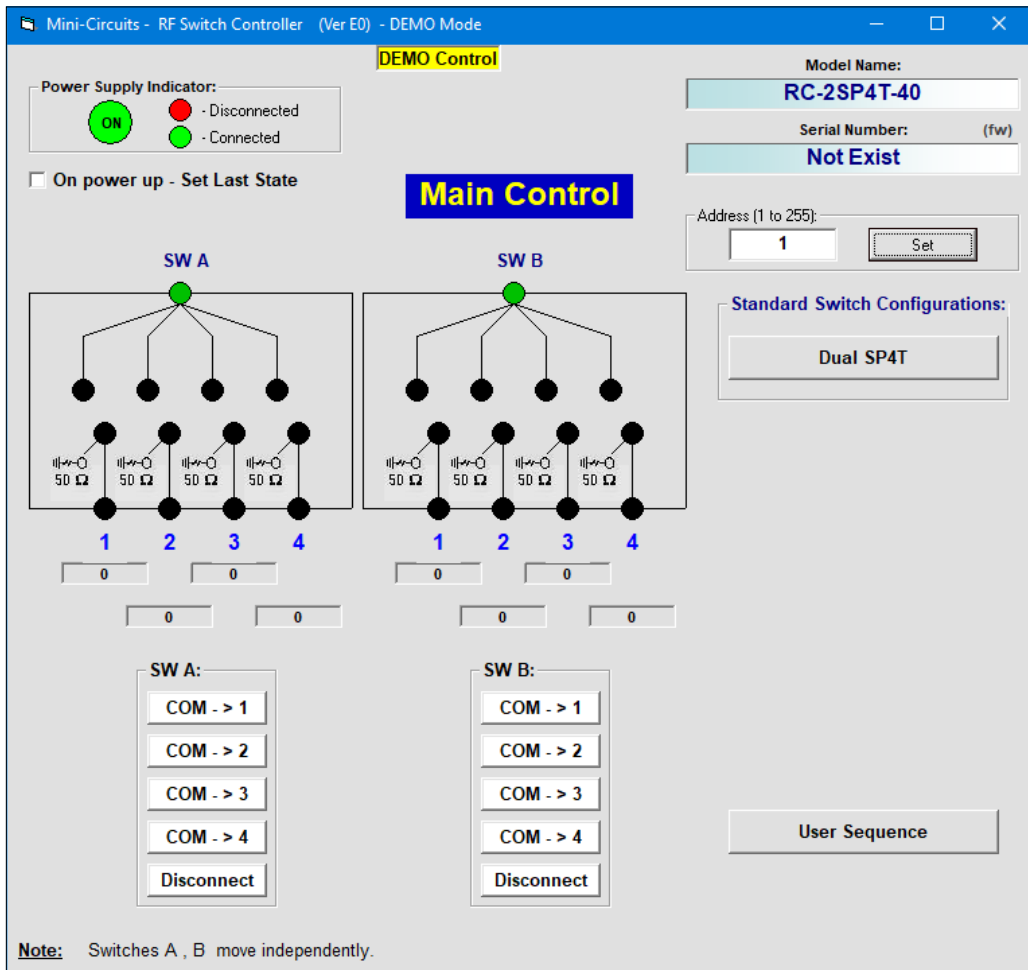 Mini-Circuits - RF Switch Controller (Ver E0) - DEMO Mode
DEMO Control
Power Supply Indicator:
ON
- Disconnected
- Connected
On power up - Set Last State
Main Control
Model Name:
RC-2SP4T-40
Serial Number: (fw)
Not Exist
Address (1 to 255):
1 Set
Standard Switch Configurations:
Dual SP4T
SW A SW B
50 Ω 50 Ω 50 Ω 50 Ω 50 Ω 50 Ω 50 Ω 50 Ω
1 2 3 4 1 2 3 4
0 0 0 0
0 0 0 0
SW A:
COM - > 1
COM - > 2
COM - > 3
COM - > 4
Disconnect
SW B:
COM - > 1
COM - > 2
COM - > 3
COM - > 4
Disconnect
User Sequence
Note: Switches A , B move independently.